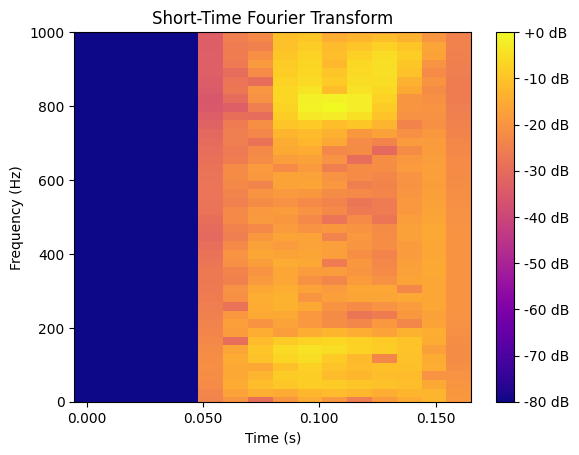 Short-Time Fourier Transform
1000
800
600
400
200
0
Frequency (Hz)
0.000
0.050
0.100
0.150
Time (s)
+0 dB
-10 dB
-20 dB
-30 dB
-40 dB
-50 dB
-60 dB
-70 dB
-80 dB